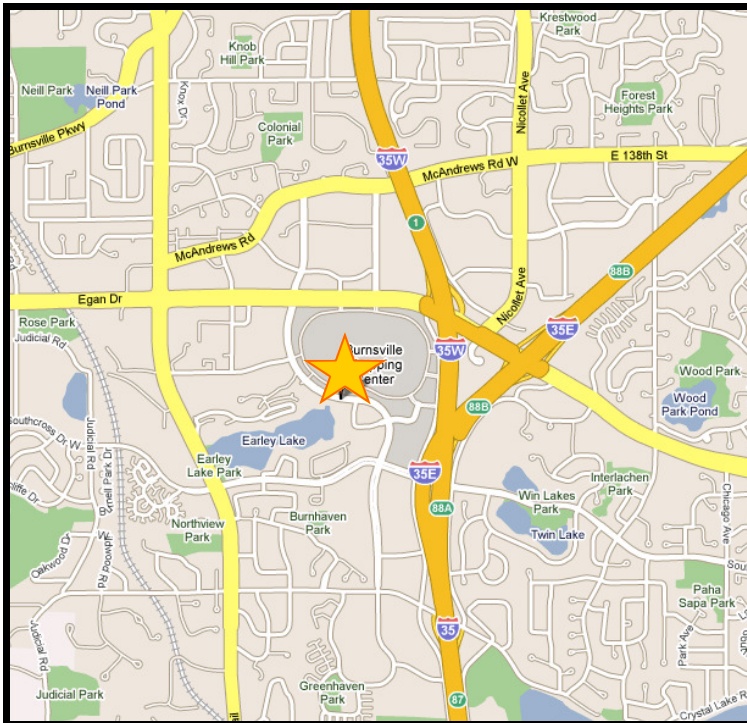 Krestwood
Park
Knob
Hill Park
Neill Park
Neill Park
Pond
Knox Dr
Nicollet Ave
Forest
Heights Park
Colonial
Park
Burnsville Pkwy
35W
McAndrews Rd W
E 138th St
1
McAndrews Rd
88B
Egan Dr
Nicollet Ave
Rose Park
Judicial Rd
35E
35W
Burnsville
Center
Wood Park
Wood
Park Pond
88B
Southcross Dr W
Judicial Rd
Earley Lake
Earley
Lake Park
35E
Interlachen
Park
Win Lakes
Park
Chicago Ave
88A
Northview
Park
Burnhaven
Park
Twin Lake
Oakwood Dr
Paha
Sapa Park
35
Park Ave
Judicial Rd
Judicial Park
Greenhaven
Park
87
Crystal Lake R